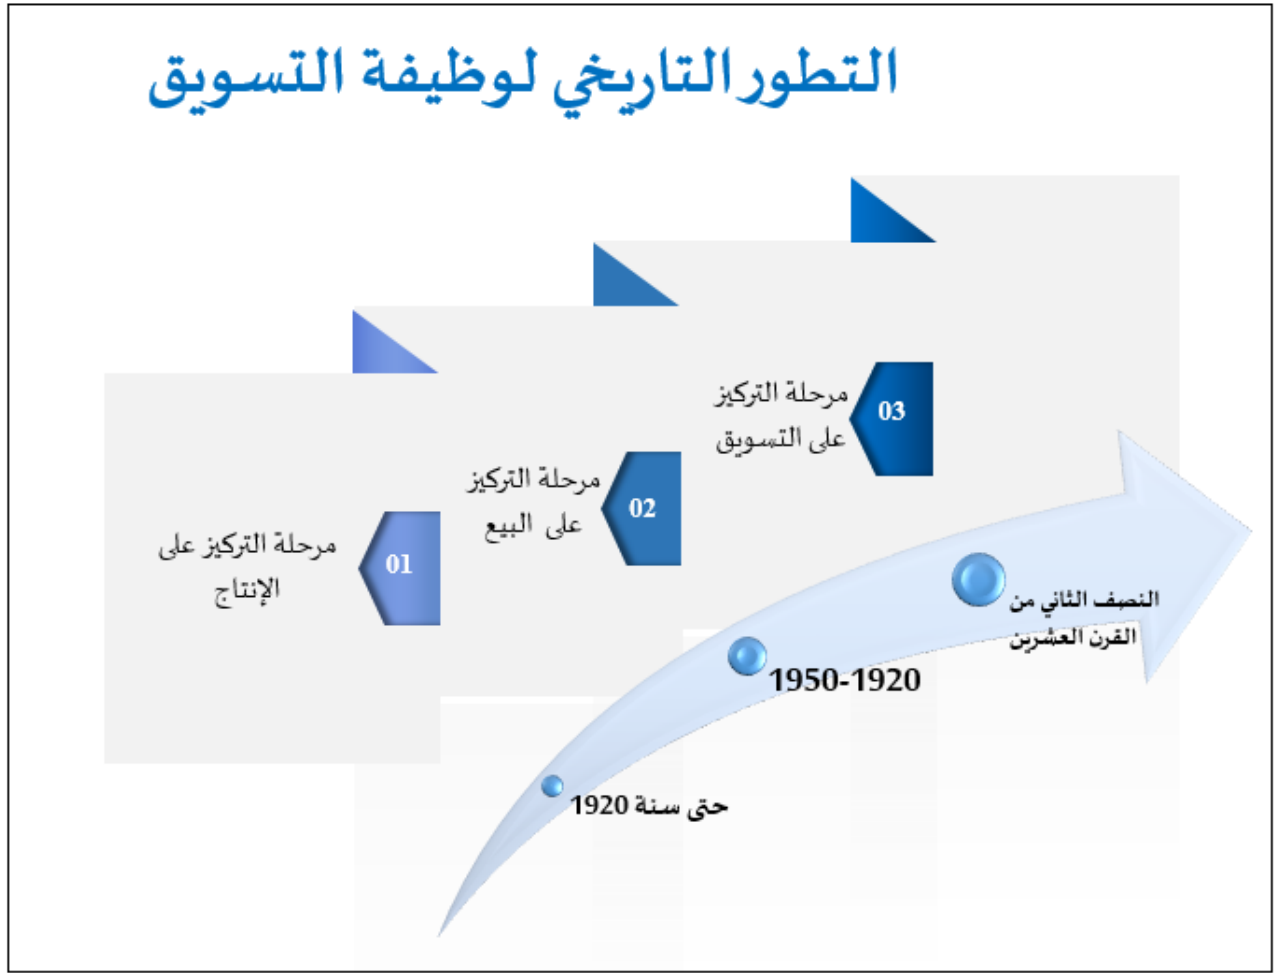 التطور التاريخي لوظيفة التسويق
03
مرحلة التركيز
على التسويق
02
مرحلة التركيز
على البيع
01
مرحلة التركيز على
الإنتاج
النصف الثاني من
القرن العشرين
1950-1920
حتى سنة 1920